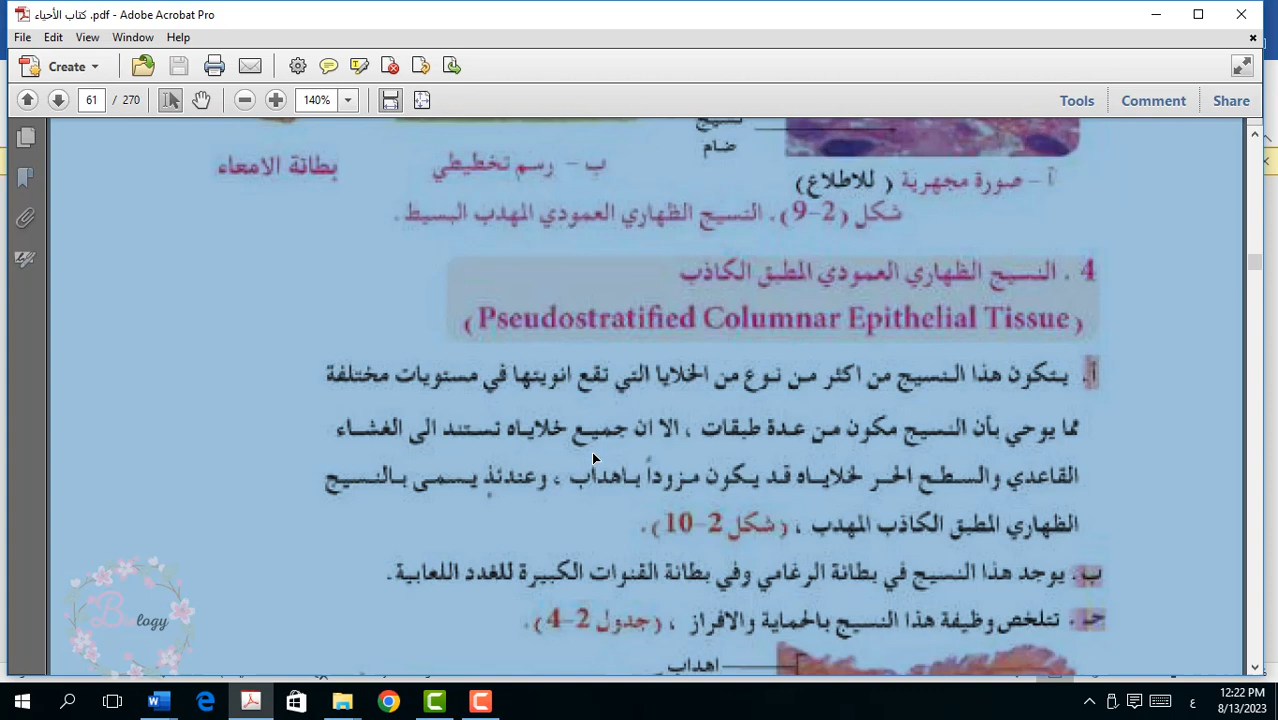 كتاب الأحياء .pdf - Adobe Acrobat Pro
File Edit View Window Help
Create
61 / 270 140% Tools Comment Share
نسيج
ضام
أ - صورة مجهرية ( للاطلاع)
ب - رسم تخطيطي
بطانة الامعاء
شكل (2-9). النسيج الظهاري العمودي المهدب البسيط.
4 . النسيج الظهاري العمودي المطبق الكاذب
(Pseudostratified Columnar Epithelial Tissue)
أ. يتكون هذا النسيج من اكثر من نوع من الخلايا التي تقع انويتها في مستويات مختلفة
مما يوحي بأن النسيج مكون من عدة طبقات ، الا ان جميع خلاياه تستند الى الغشاء
القاعدي والسطح الحر لخلاياه قد يكون مزوداً باهداب ، وعندئذٍ يسمى بالنسيج
الظهاري المطبق الكاذب المهدب ، (شكل 2-10).
ب. يوجد هذا النسيج في بطانة الرغامي وفي بطانة القنوات الكبيرة للغدد اللعابية.
حـ. تتلخص وظيفة هذا النسيج بالحماية والافراز ، (جدول 2-4).
اهداب
Biology
ع 12:22 PM
8/13/2023